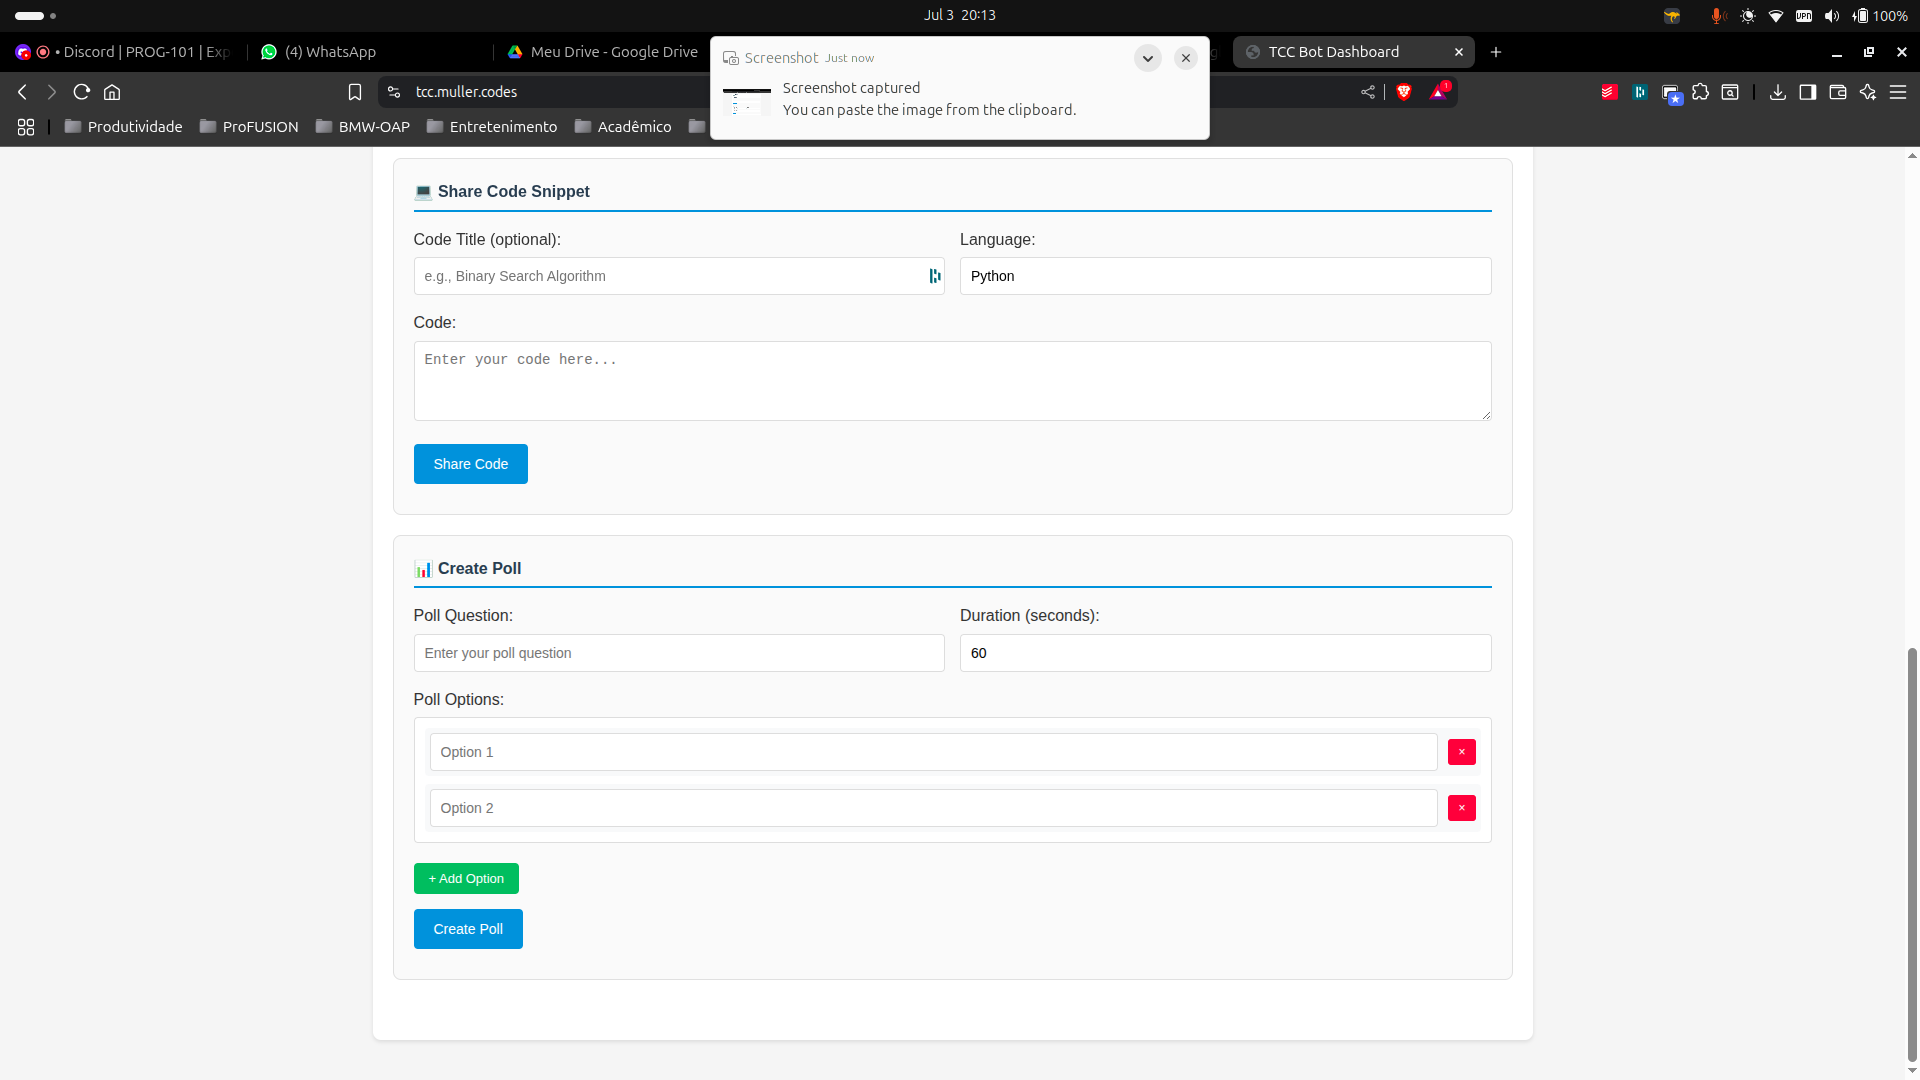 Jul 3 20:13
100%
• Discord | PROG-101 | Exp
(4) WhatsApp
Meu Drive - Google Drive
TCC Bot Dashboard
Screenshot Just now
Screenshot captured
You can paste the image from the clipboard.
tcc.muller.codes
1
Produtividade
ProFUSION
BMW-OAP
Entretenimento
Acadêmico
💻 Share Code Snippet
Code Title (optional):
Language:
e.g., Binary Search Algorithm
Python
Code:
Enter your code here...
Share Code
📊 Create Poll
Poll Question:
Duration (seconds):
Enter your poll question
60
Poll Options:
Option 1
×
Option 2
×
+ Add Option
Create Poll